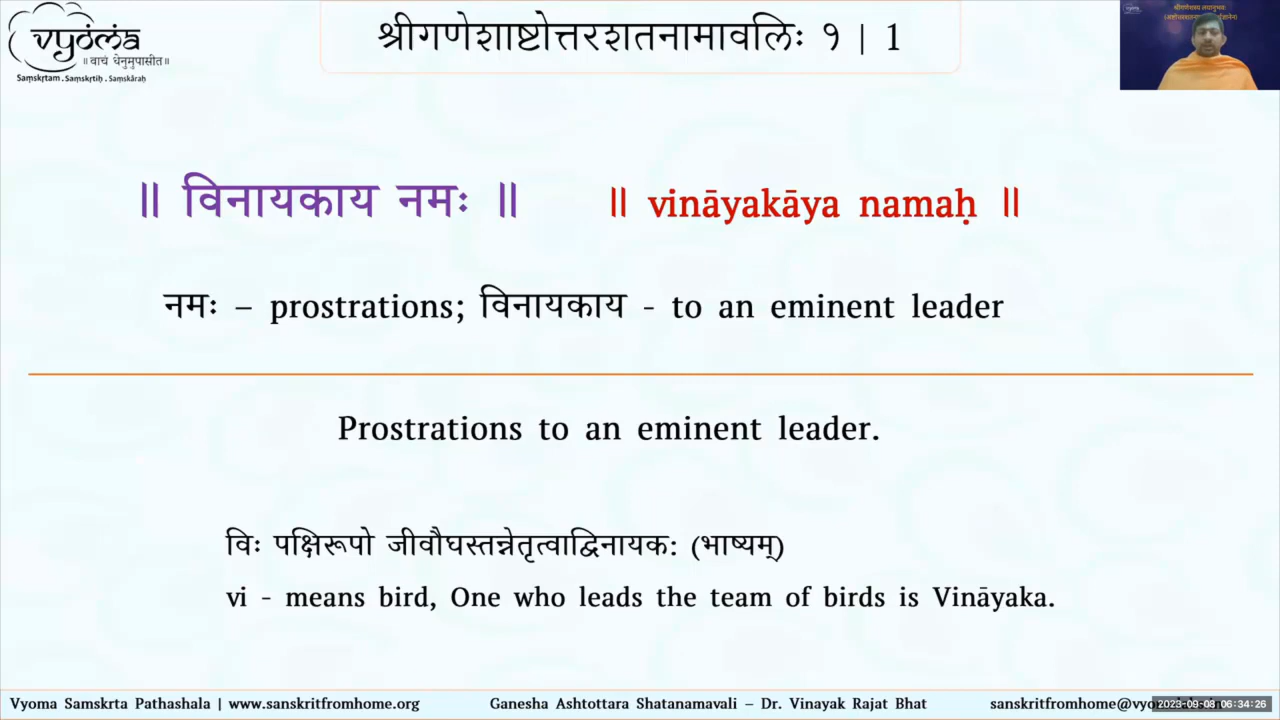 vyoma
॥ वाचं धेनुमुपासीत॥
Saṃskṛtam . Saṃskṛtiḥ . Saṃskāraḥ
श्रीगणेशाष्टोत्तरशतनामावलिः १ | 1
॥ विनायकाय नमः ॥ ॥ vināyakāya namaḥ ॥
नमः – prostrations; विनायकाय - to an eminent leader
Prostrations to an eminent leader.
विः पक्षिरूपो जीवौघस्तन्नेतृत्वाद्विनायक: (भाष्यम्)
vi - means bird, One who leads the team of birds is Vināyaka.
Vyoma Samskrta Pathashala | www.sanskritfromhome.org Ganesha Ashtottara Shatanamavali – Dr. Vinayak Rajat Bhat sanskritfromhome@vyo
2023-09-08 06:34:26